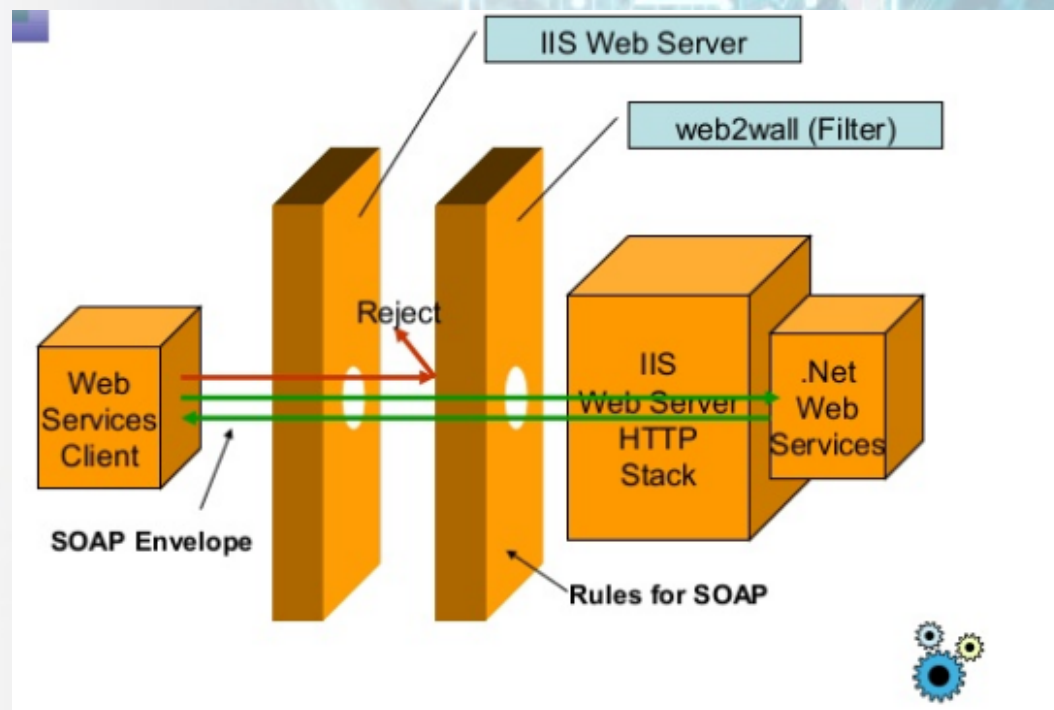 IIS Web Server
web2wall (Filter)
Reject
Web
Services
Client
IIS
Web Server
HTTP
Stack
.Net
Web
Services
SOAP Envelope
Rules for SOAP